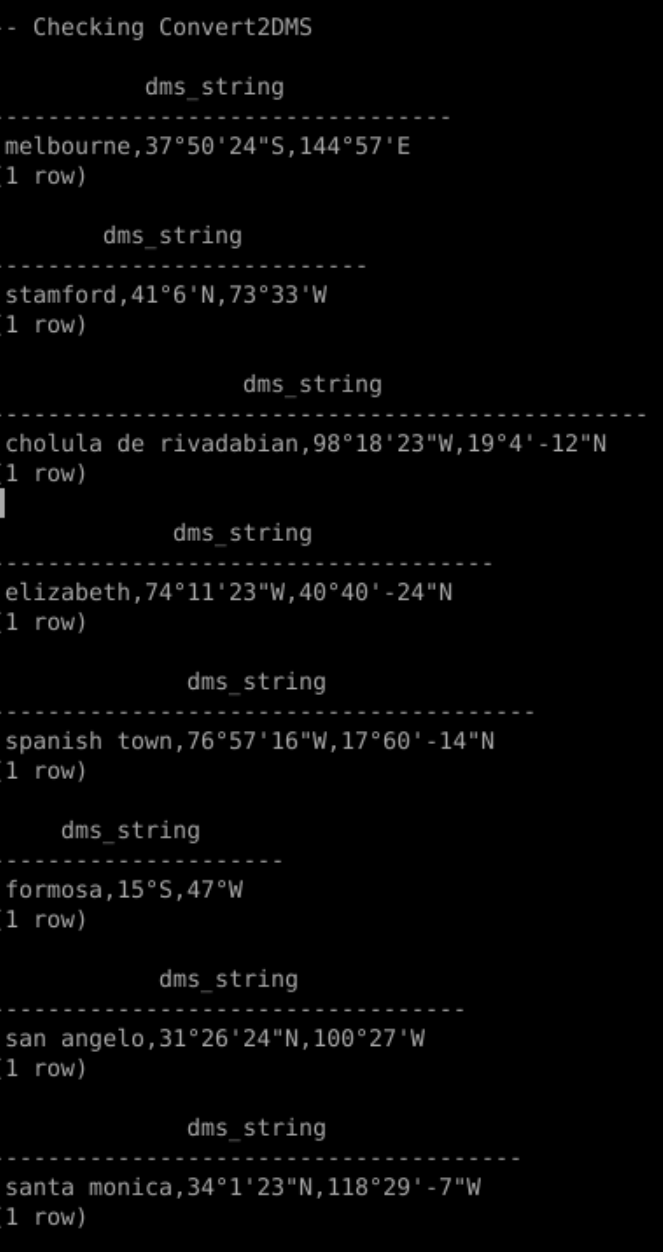 -- Checking Convert2DMS
dms_string
--------------------------------
melbourne,37°50'24"S,144°57'E
(1 row)
dms_string
--------------------------
stamford,41°6'N,73°33'W
(1 row)
dms_string
----------------------------------------------
cholula de rivadabian,98°18'23"W,19°4'-12"N
(1 row)
dms_string
-----------------------------------
elizabeth,74°11'23"W,40°40'-24"N
(1 row)
dms_string
--------------------------------------
spanish town,76°57'16"W,17°60'-14"N
(1 row)
dms_string
--------------------
formosa,15°S,47°W
(1 row)
dms_string
---------------------------------
san angelo,31°26'24"N,100°27'W
(1 row)
dms_string
-------------------------------------
santa monica,34°1'23"N,118°29'-7"W
(1 row)